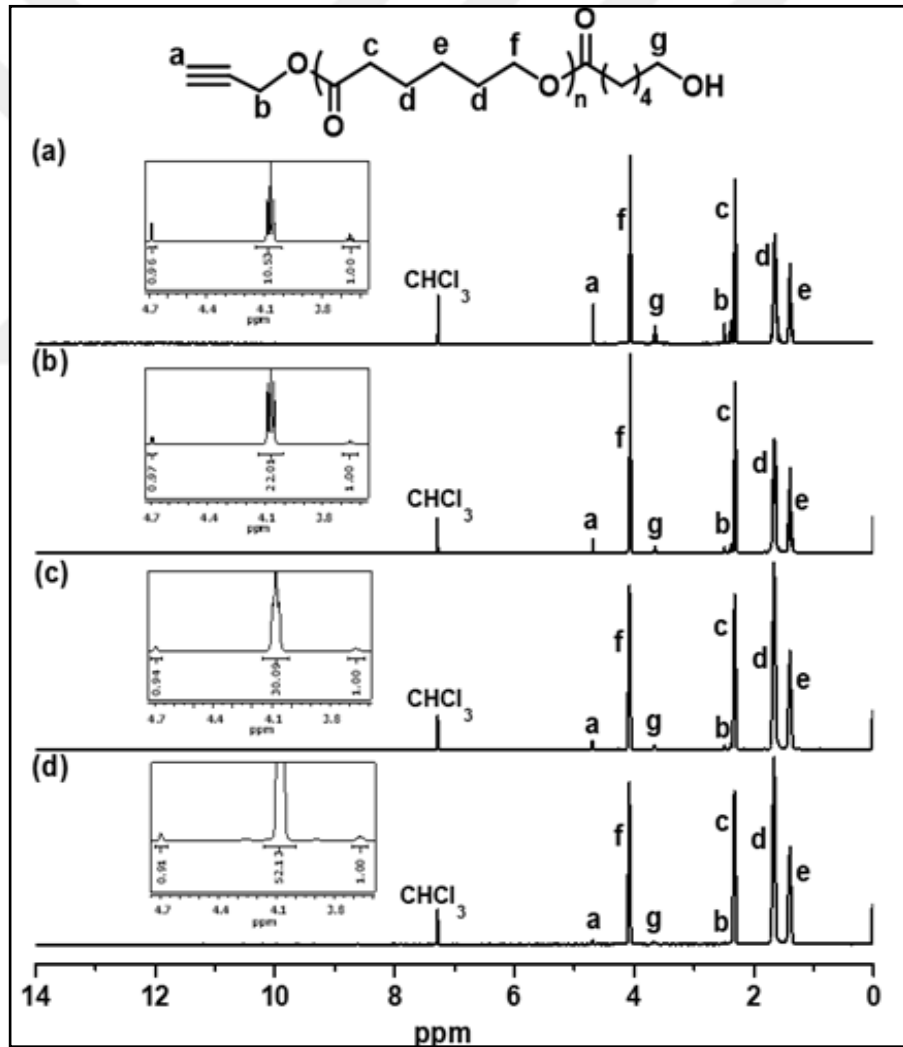 a
b
O
O
c
d
e
d
f
O
n
O
4
g
OH
(a)
0.96
10.53
1.00
4.7 4.4 4.1 3.8
ppm
CHCl3
a
f
g
b
c
d
e
(b)
0.97
22.01
1.00
4.7 4.4 4.1 3.8
ppm
CHCl3
a
f
g
b
c
d
e
(c)
0.94
30.09
1.00
4.7 4.4 4.1 3.8
ppm
CHCl3
a
f
g
b
c
d
e
(d)
0.91
52.13
1.00
4.7 4.4 4.1 3.8
ppm
CHCl3
a
f
g
b
c
d
e
14 12 10 8 6 4 2 0
ppm